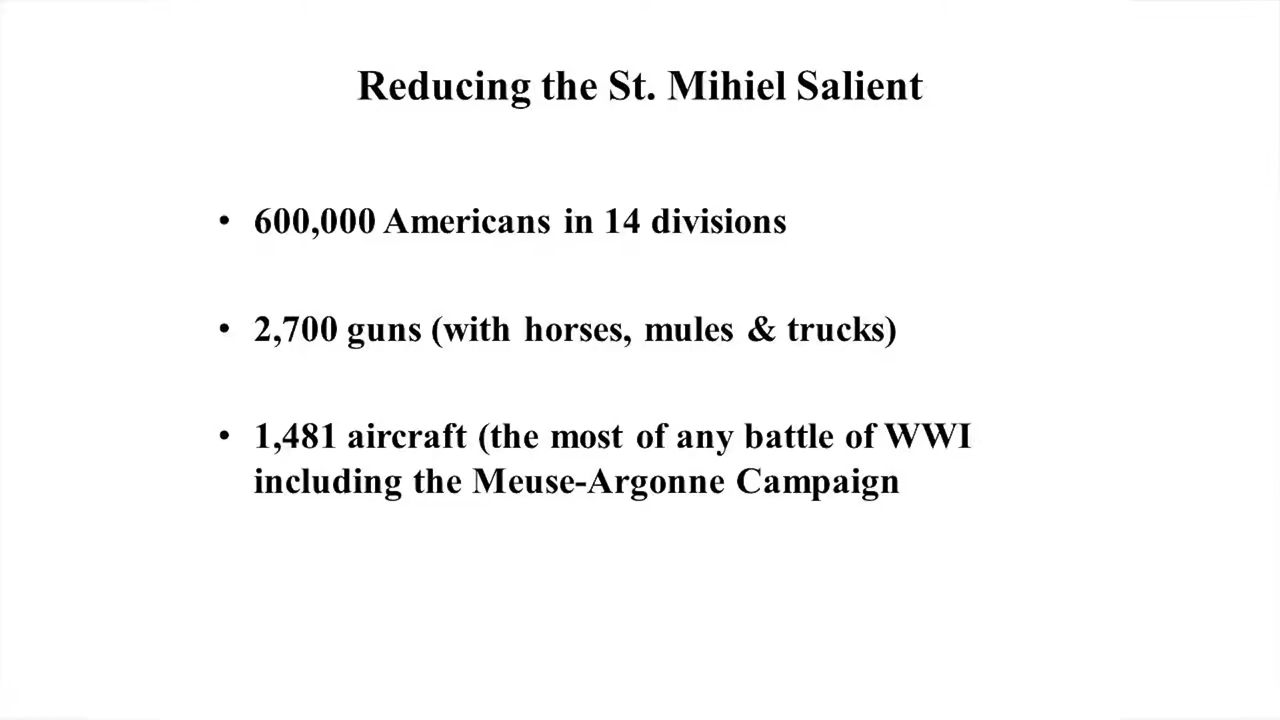 Reducing the St. Mihiel Salient
• 600,000 Americans in 14 divisions
• 2,700 guns (with horses, mules & trucks)
• 1,481 aircraft (the most of any battle of WWI
including the Meuse-Argonne Campaign